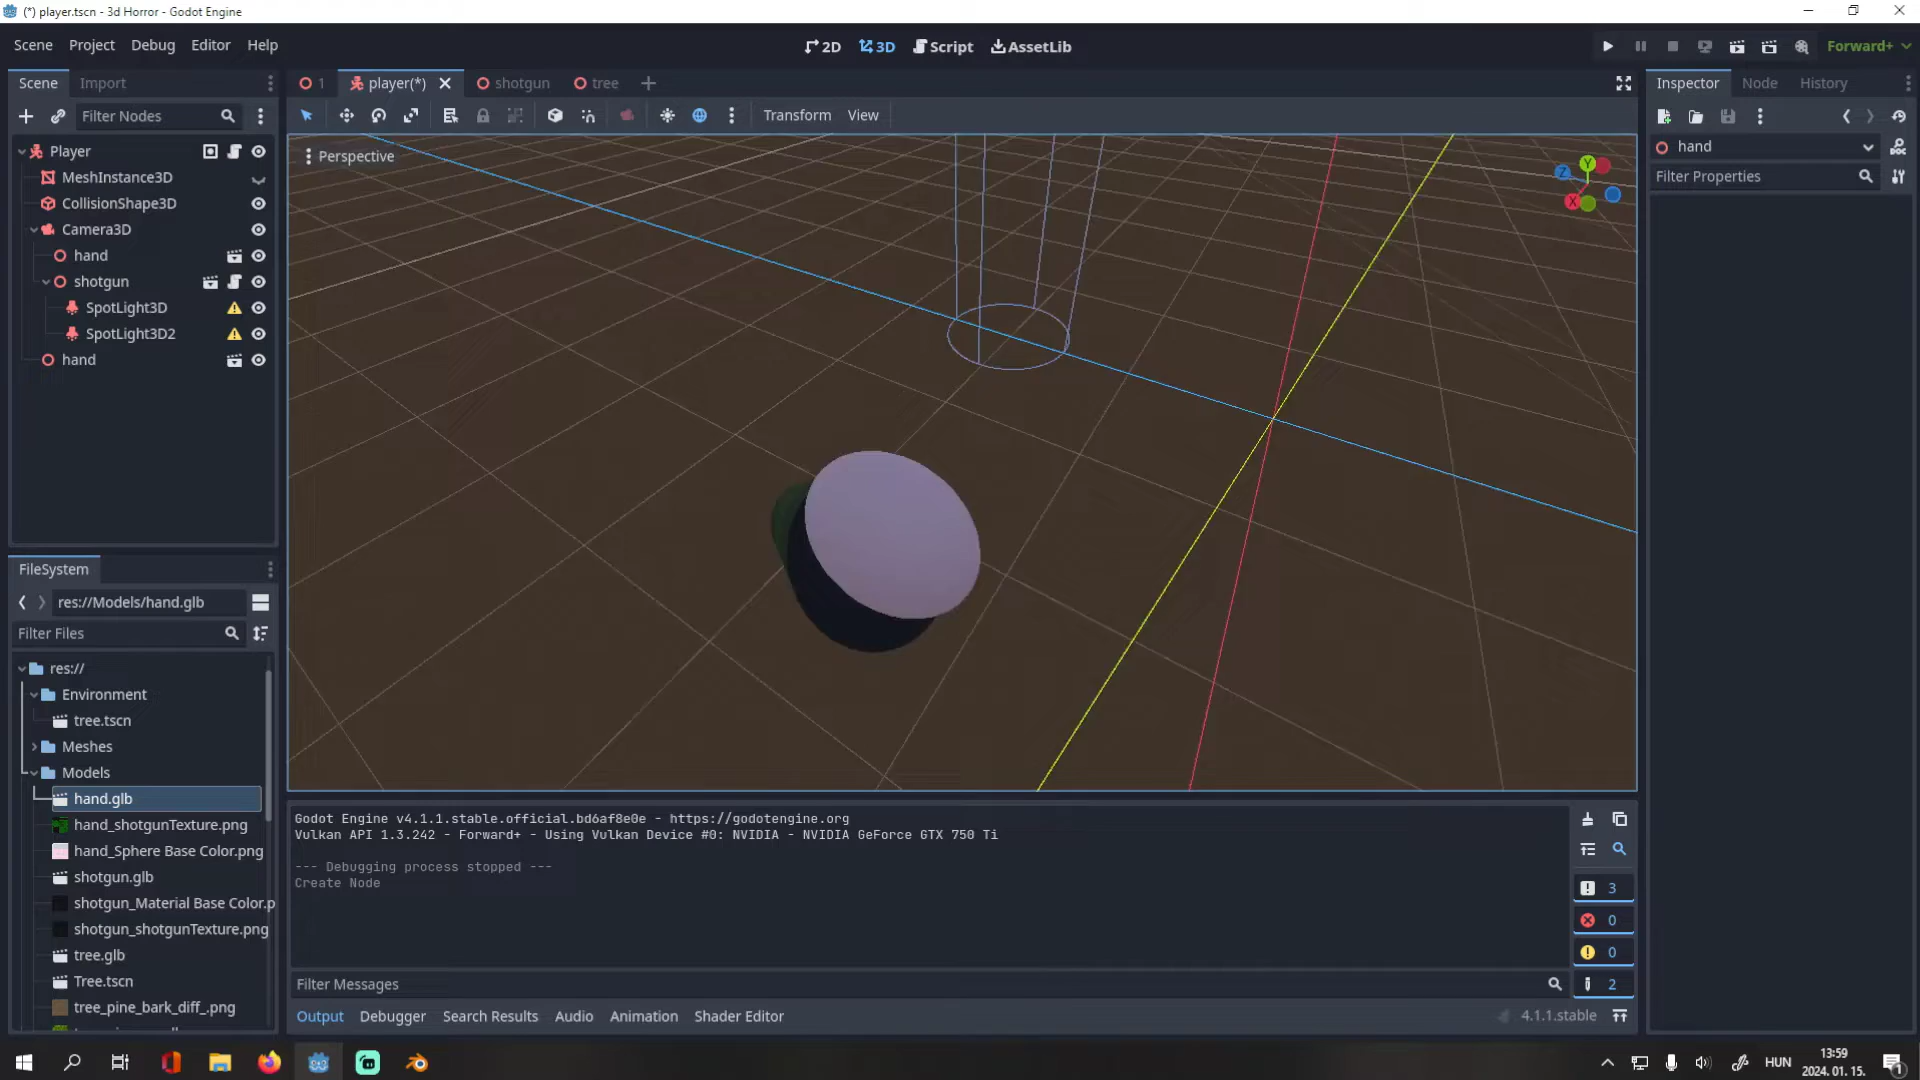 (*) player.tscn - 3d Horror - Godot Engine
Scene Project Debug Editor Help
2D 3D Script AssetLib
Forward+
Scene Import
1 player(*) shotgun tree
Inspector Node History
Filter Nodes
Transform View
Player
MeshInstance3D
CollisionShape3D
Camera3D
hand
shotgun
SpotLight3D
SpotLight3D2
hand
Perspective
Y
Z
X
hand
Filter Properties
FileSystem
res://Models/hand.glb
Filter Files
res://
Environment
tree.tscn
Meshes
Models
hand.glb
hand_shotgunTexture.png
hand_Sphere Base Color.png
shotgun.glb
shotgun_Material Base Color.p
shotgun_shotgunTexture.png
tree.glb
Tree.tscn
tree_pine_bark_diff_.png
Godot Engine v4.1.1.stable.official.bd6af8e0e - https://godotengine.org
Vulkan API 1.3.242 - Forward+ - Using Vulkan Device #0: NVIDIA - NVIDIA GeForce GTX 750 Ti
--- Debugging process stopped ---
Create Node
3
0
0
2
Filter Messages
Output Debugger Search Results Audio Animation Shader Editor
4.1.1.stable
HUN
13:59
2024. 01. 15.
1